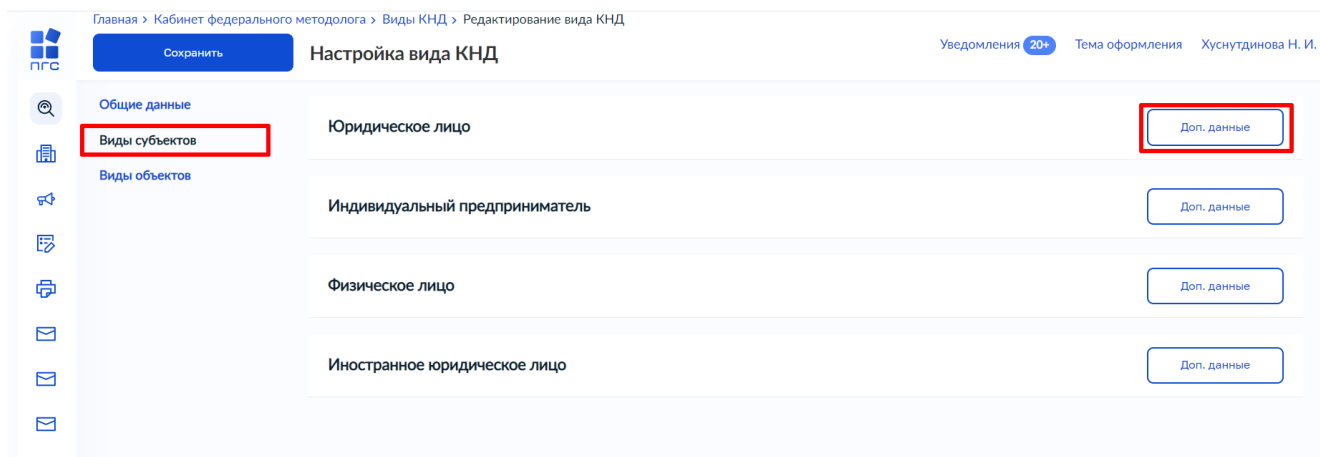 Главная > Кабинет федерального методолога > Виды КНД > Редактирование вида КНД
Сохранить
Настройка вида КНД
Уведомления 20+ Тема оформления Хуснутдинова Н. И.
пгс
Общие данные
Виды субъектов
Виды объектов
Юридическое лицо
Доп. данные
Индивидуальный предприниматель
Доп. данные
Физическое лицо
Доп. данные
Иностранное юридическое лицо
Доп. данные